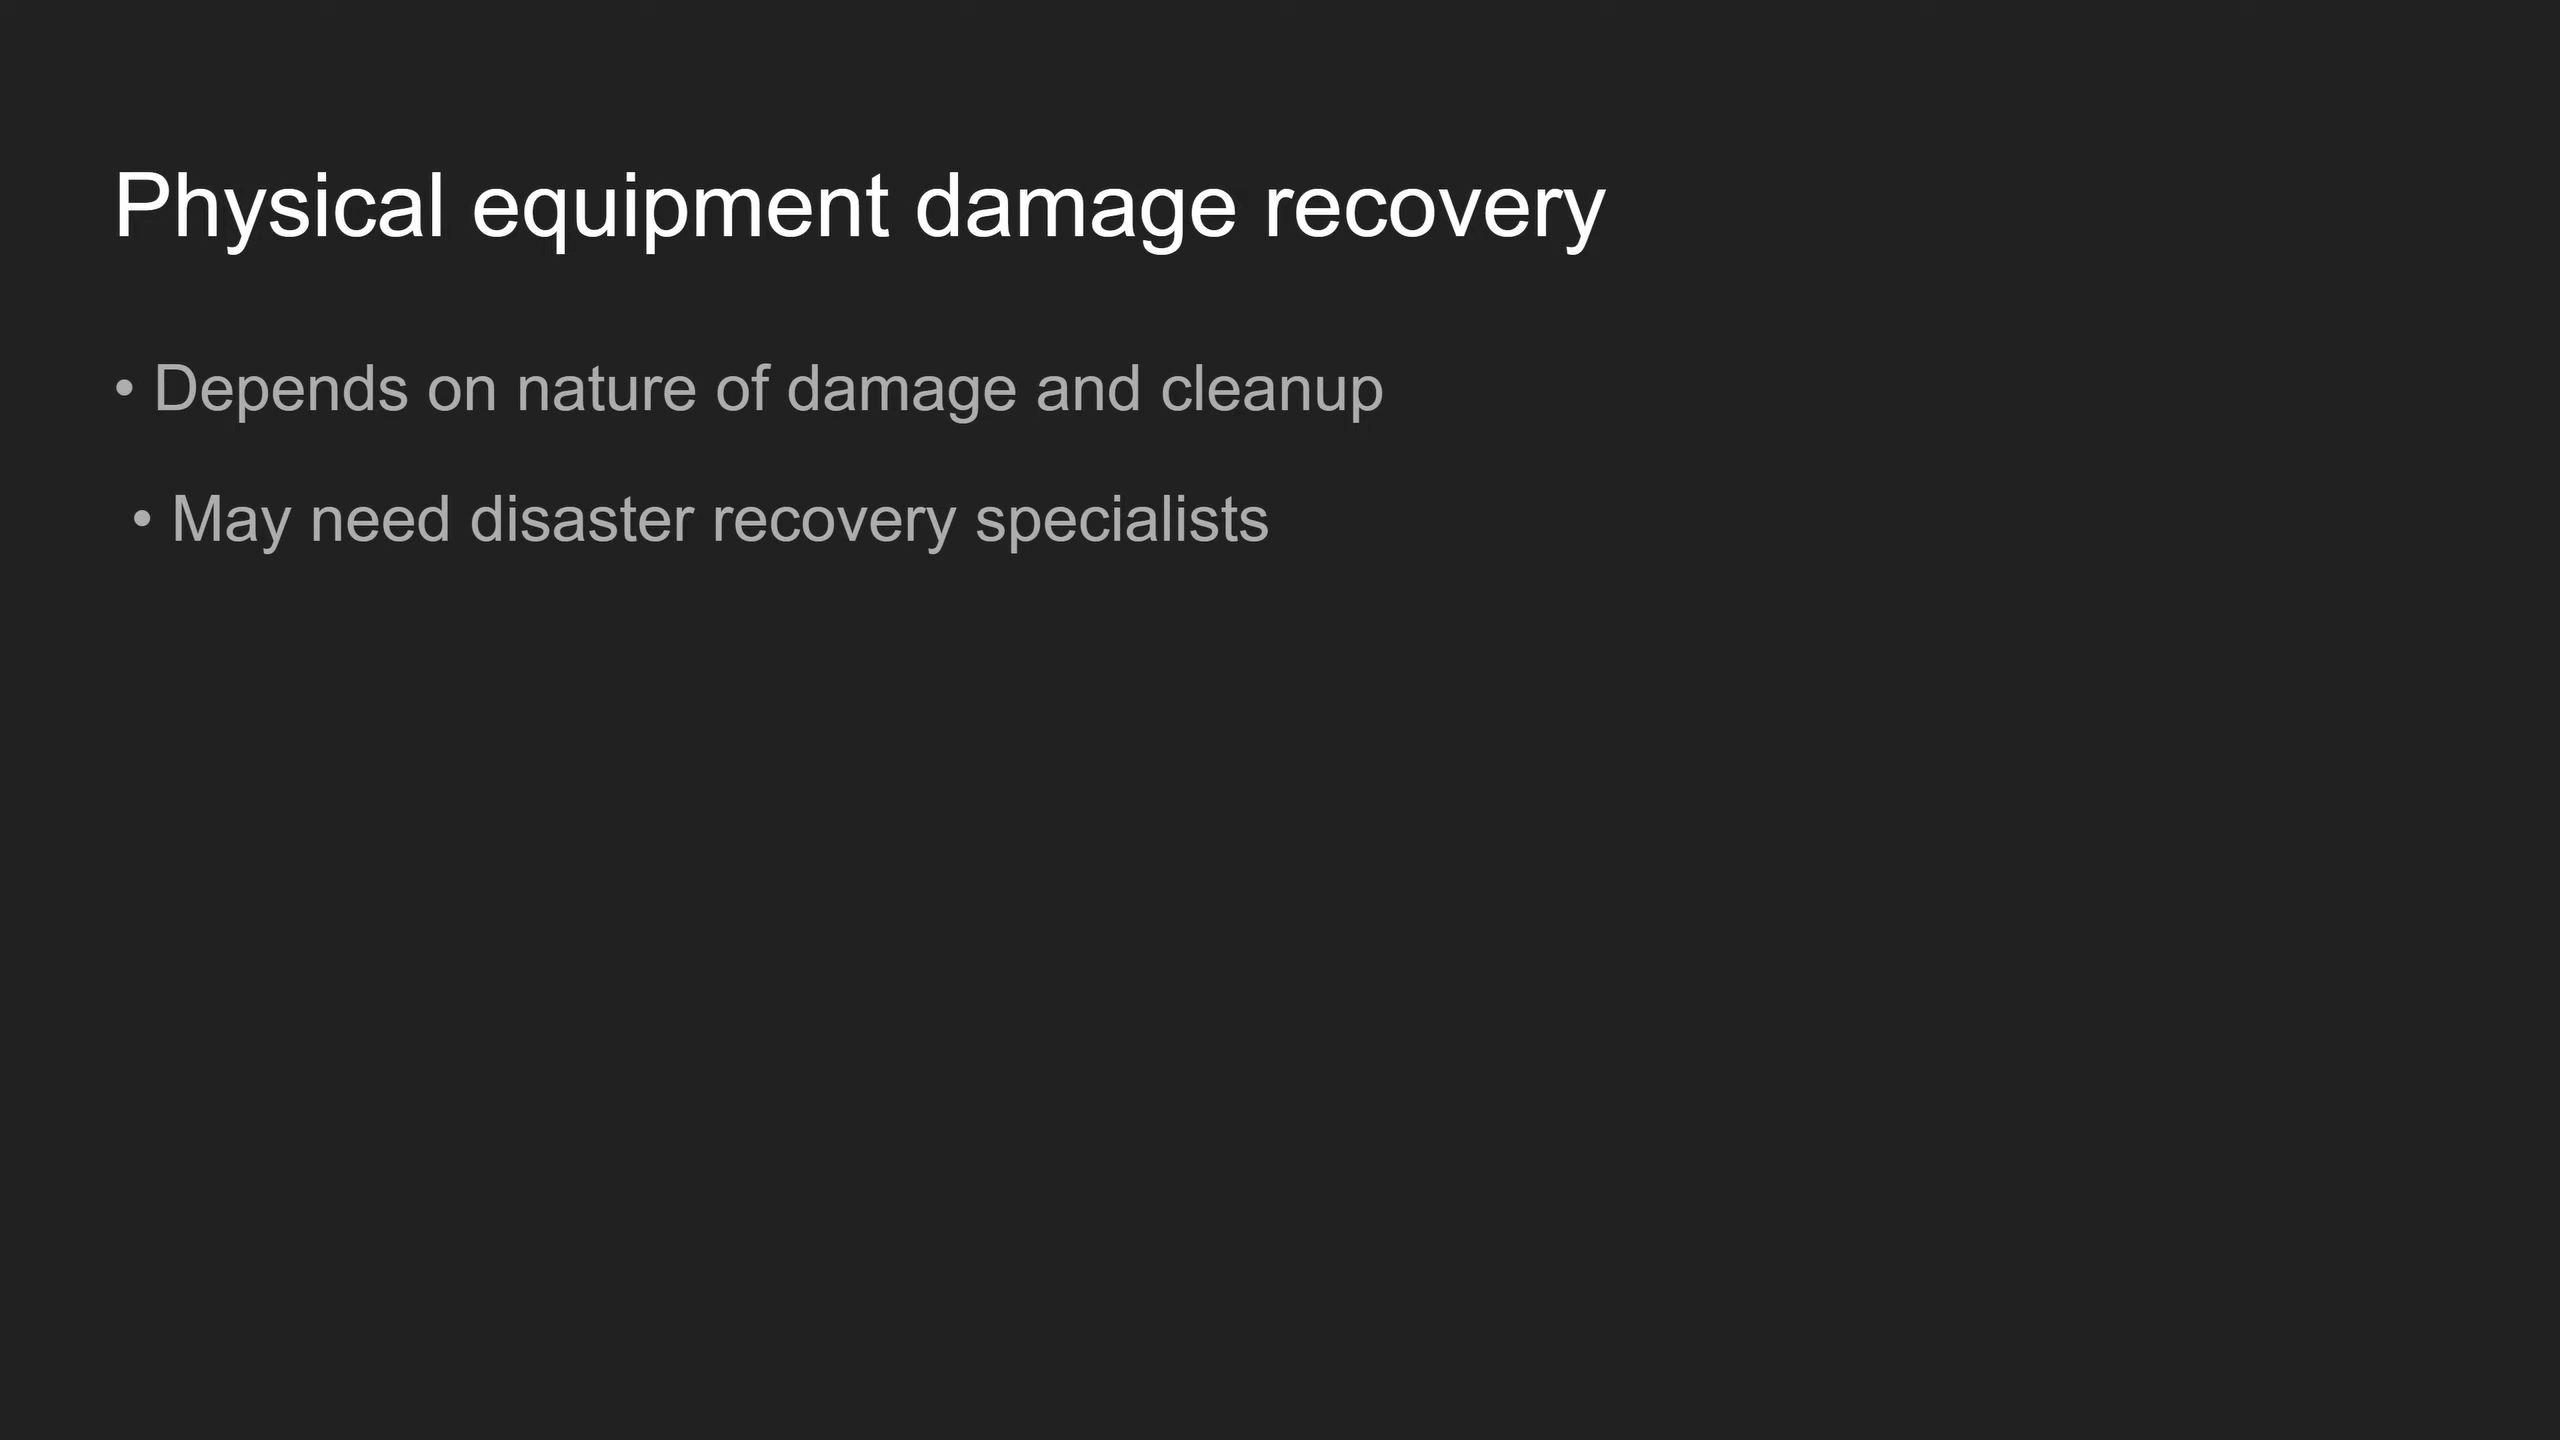 Physical equipment damage recovery
• Depends on nature of damage and cleanup
• May need disaster recovery specialists